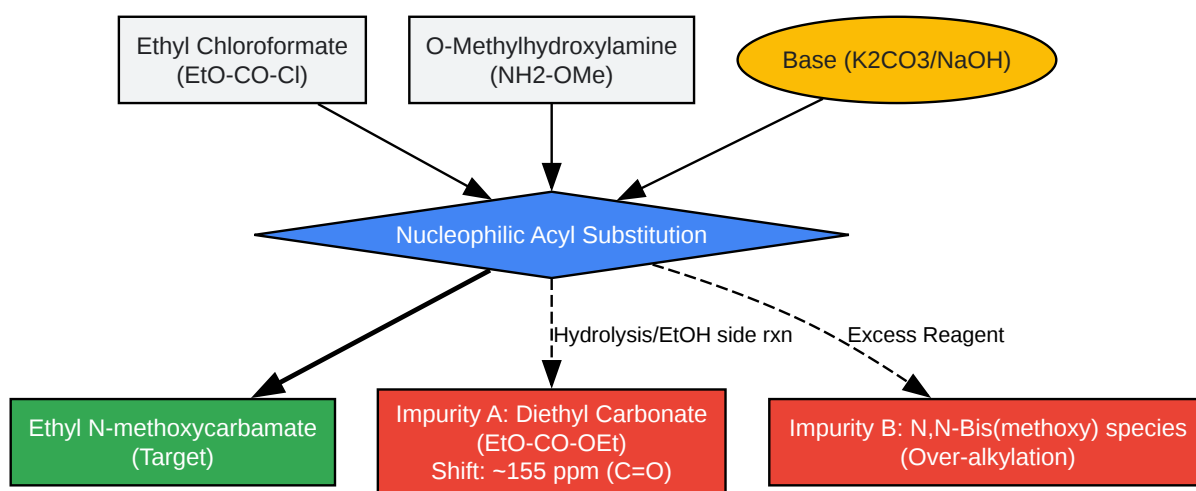 Ethyl Chloroformate
(EtO-CO-Cl)
O-Methylhydroxylamine
(NH2-OMe)
Base (K2CO3/NaOH)
Nucleophilic Acyl Substitution
Hydrolysis/EtOH side rxn
Excess Reagent
Ethyl N-methoxycarbamate
(Target)
Impurity A: Diethyl Carbonate
(EtO-CO-OEt)
Shift: ~155 ppm (C=O)
Impurity B: N,N-Bis(methoxy) species
(Over-alkylation)